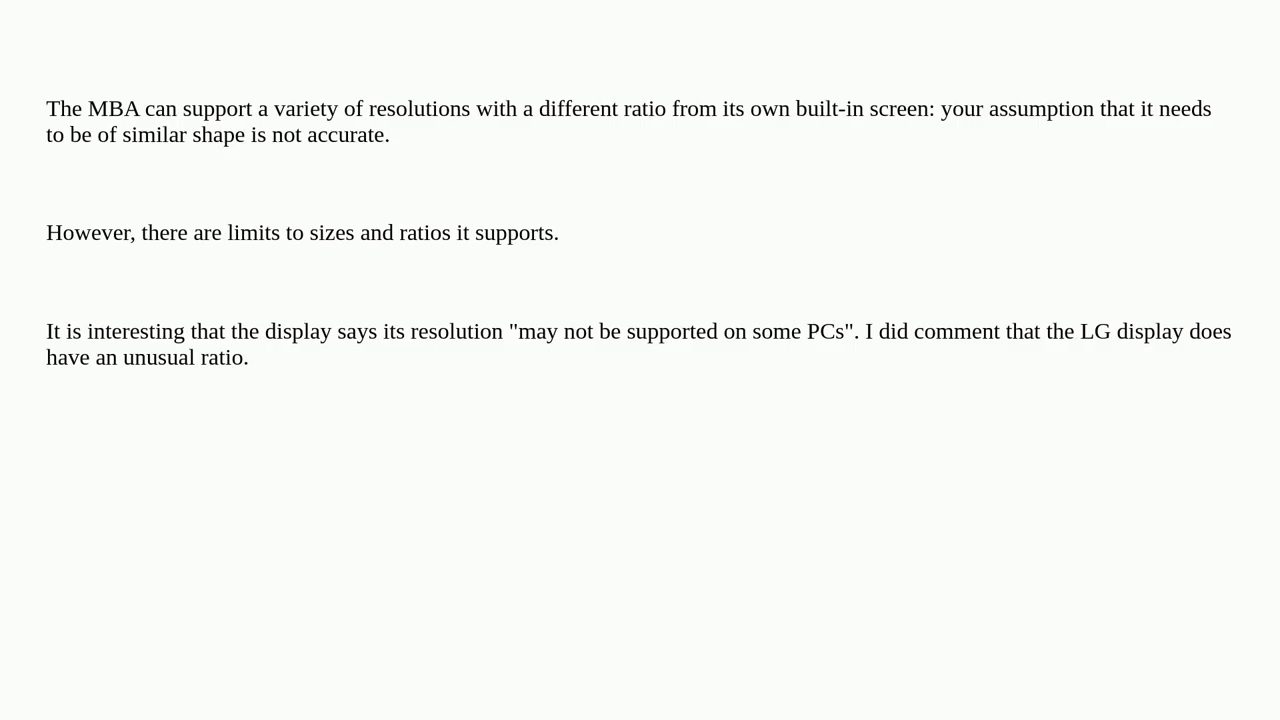 The MBA can support a variety of resolutions with a different ratio from its own built-in screen: your assumption that it needs
to be of similar shape is not accurate.
However, there are limits to sizes and ratios it supports.
It is interesting that the display says its resolution "may not be supported on some PCs". I did comment that the LG display does
have an unusual ratio.